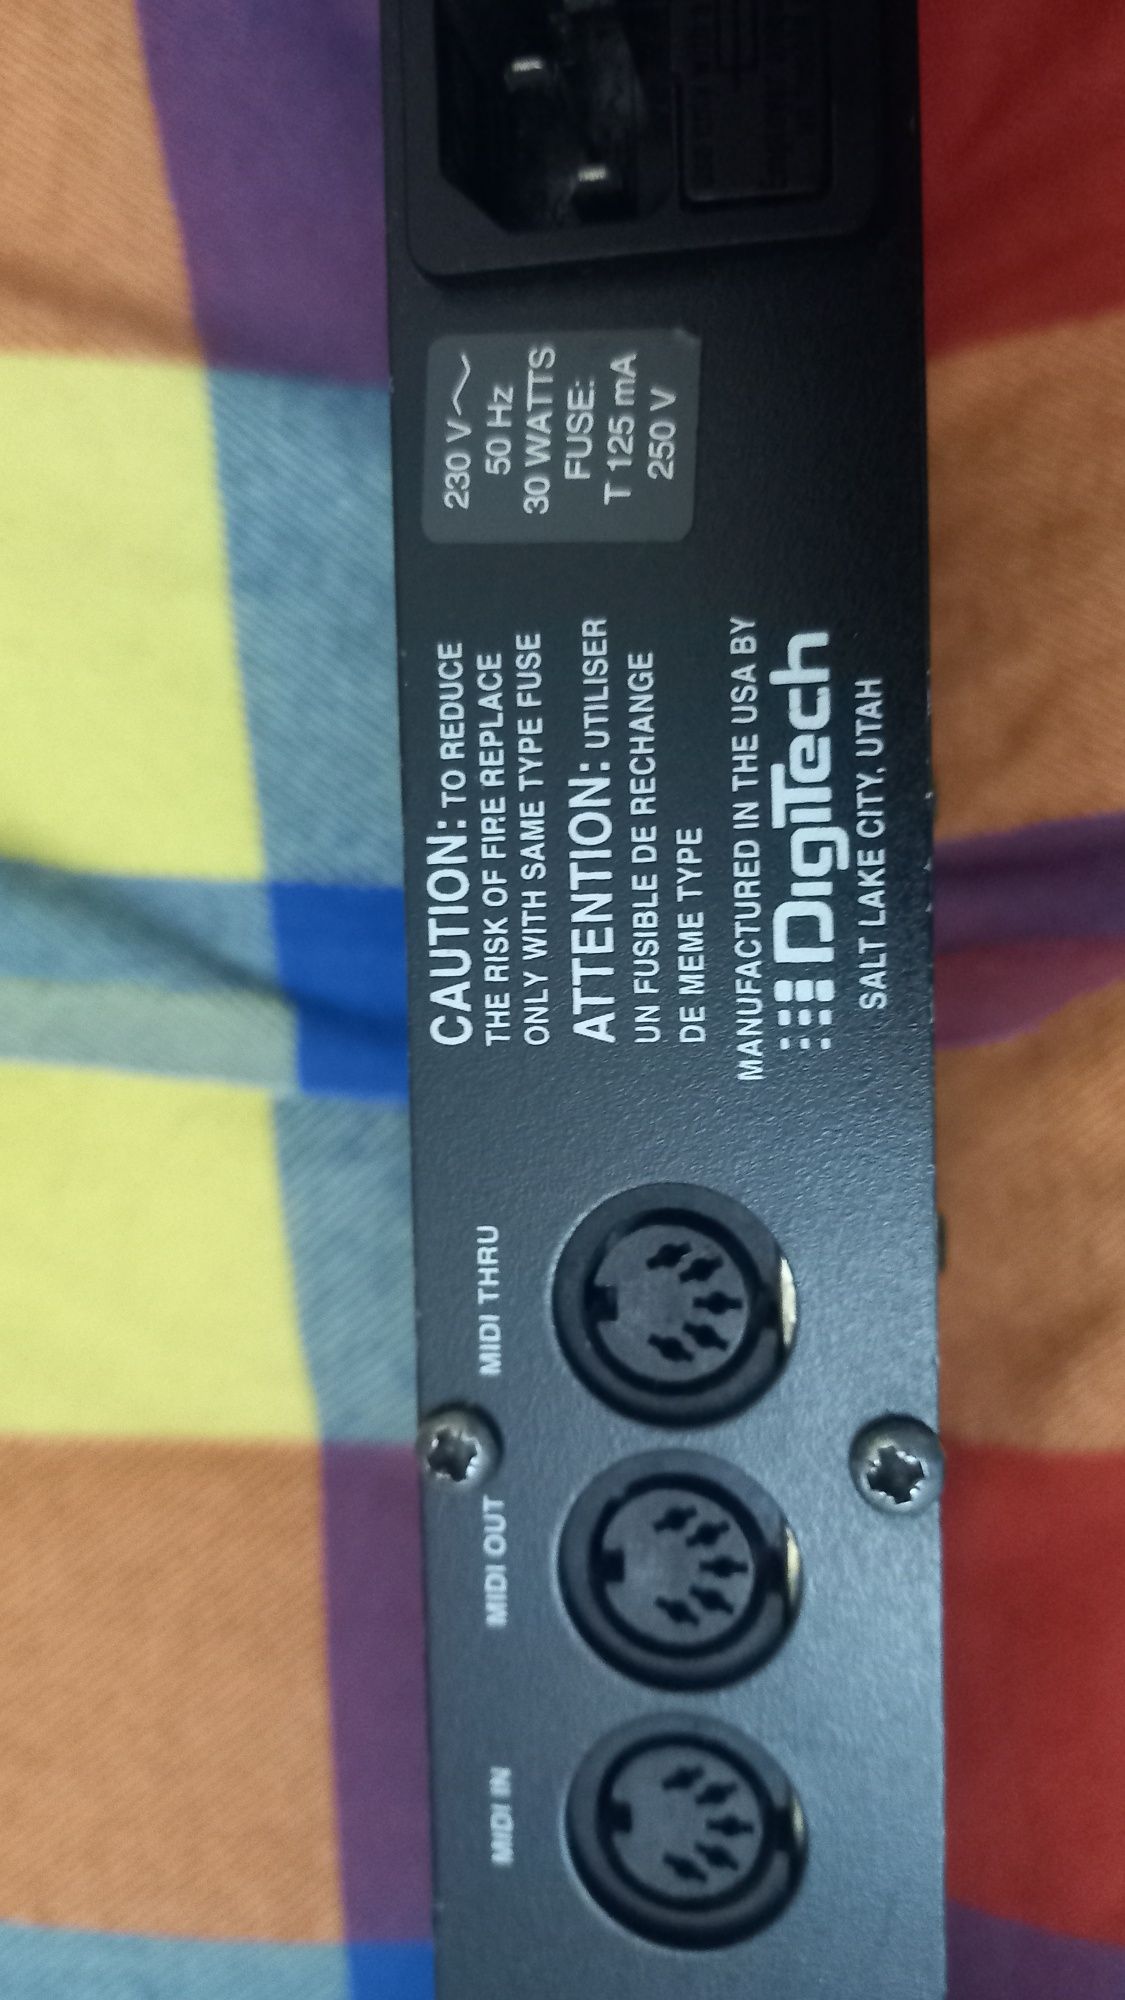 230 V ~
50 Hz
30 WATTS
FUSE:
T 125 mA
250 V
CAUTION: TO REDUCE
THE RISK OF FIRE REPLACE
ONLY WITH SAME TYPE FUSE
ATTENTION: UTILISER
UN FUSIBLE DE RECHANGE
DE MEME TYPE
MANUFACTURED IN THE USA BY
DigiTech
SALT LAKE CITY, UTAH
MIDI THRU
MIDI OUT
MIDI IN